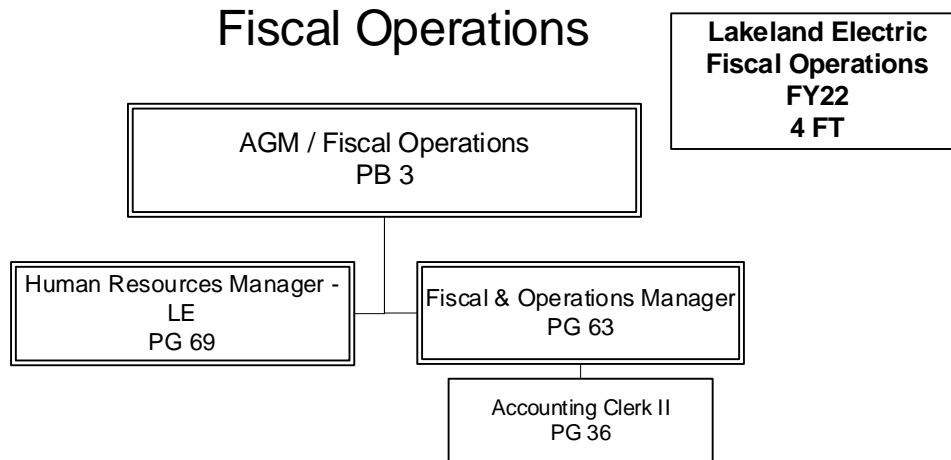 Fiscal Operations
Lakeland Electric
Fiscal Operations
FY22
4 FT
AGM / Fiscal Operations
PB 3
Human Resources Manager -
LE
PG 69
Fiscal & Operations Manager
PG 63
Accounting Clerk II
PG 36